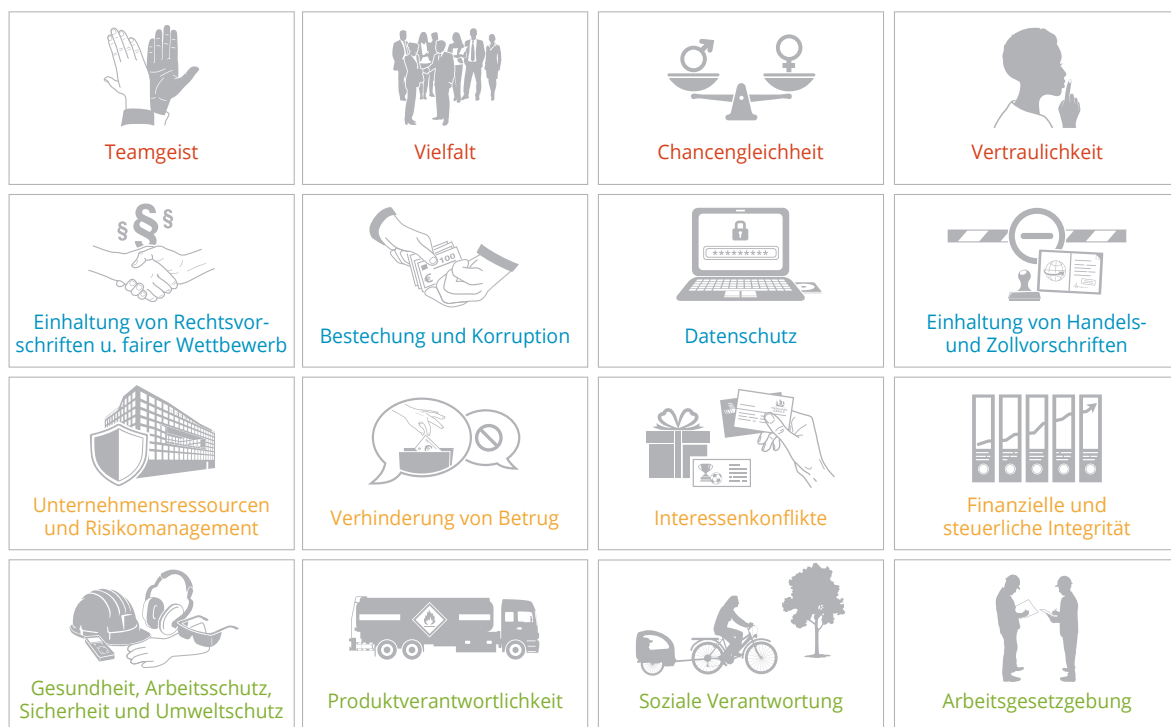 Teamgeist
Vielfalt
Chancengleichheit
Vertraulichkeit
§ § §
*********
Einhaltung von Rechtsvor-
schriften u. fairer Wettbewerb
100
€
Bestechung und Korruption
Datenschutz
Einhaltung von Handels-
und Zollvorschriften
Unternehmensressourcen
und Risikomanagement
Verhinderung von Betrug
Interessenkonflikte
Finanzielle und
steuerliche Integrität
Gesundheit, Arbeitsschutz,
Sicherheit und Umweltschutz
Produktverantwortlichkeit
Soziale Verantwortung
Arbeitsgesetzgebung